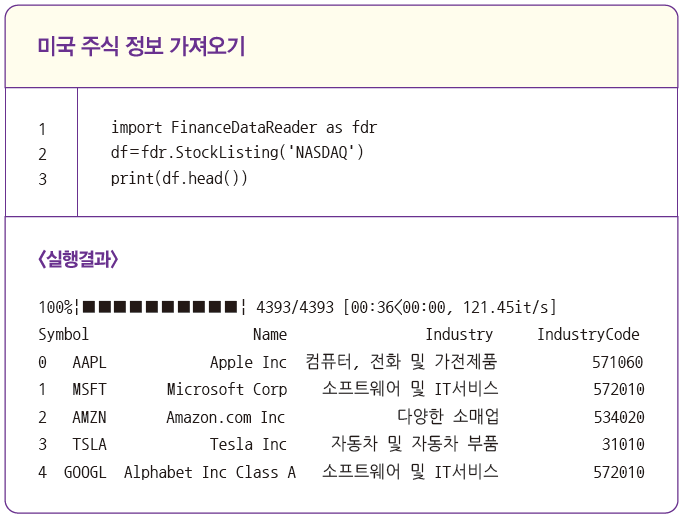 미국 주식 정보 가져오기
1 import FinanceDataReader as fdr
2 df=fdr.StockListing('NASDAQ')
3 print(df.head())
<실행결과>
100%¦■■■■■■■■■■¦ 4393/4393 [00:36<00:00, 121.45it/s]
Symbol Name Industry IndustryCode
0 AAPL Apple Inc 컴퓨터, 전화 및 가전제품 571060
1 MSFT Microsoft Corp 소프트웨어 및 IT서비스 572010
2 AMZN Amazon.com Inc 다양한 소매업 534020
3 TSLA Tesla Inc 자동차 및 자동차 부품 31010
4 GOOGL Alphabet Inc Class A 소프트웨어 및 IT서비스 572010